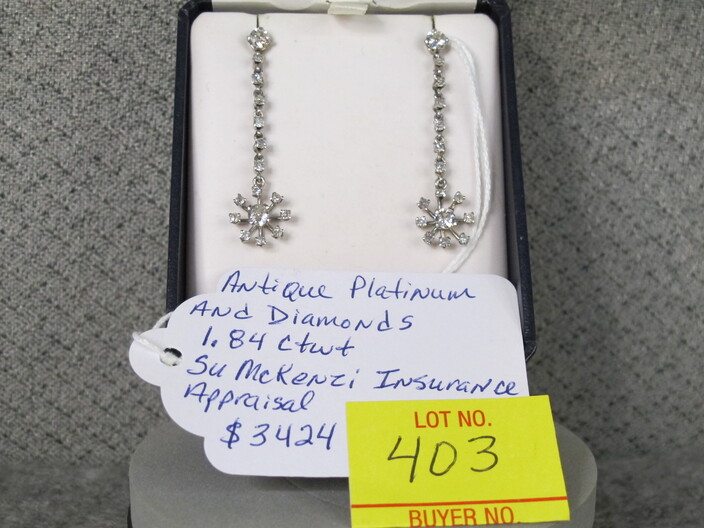 Antique Platinum
And Diamonds
1.84 ctwt
Su McKenzi Insurance
Appraisal
$3424
LOT NO.
403
BUYER NO.